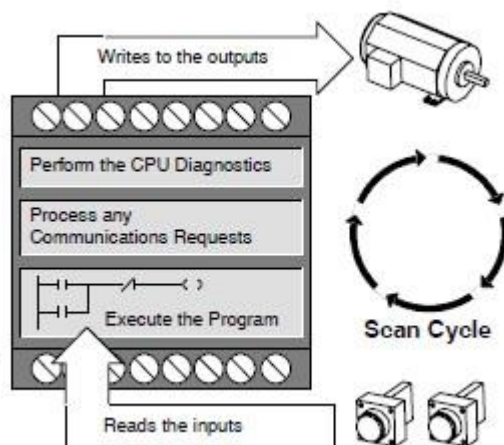 Writes to the outputs
Perform the CPU Diagnostics
Process any
Communications Requests
Execute the Program
Scan Cycle
Reads the inputs